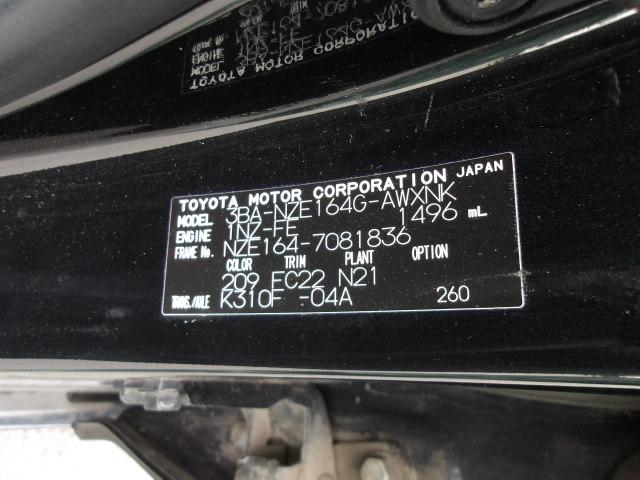 TOYOTA MOTOR CORPORATION JAPAN
MODEL 3BA-NZE164G-AWXNK
ENGINE 1NZ-FE 1496 mL
FRAME No. NZE164-7081836
COLOR TRIM PLANT OPTION
209 FC22 N21
TRANS./AXLE K310F -04A 260